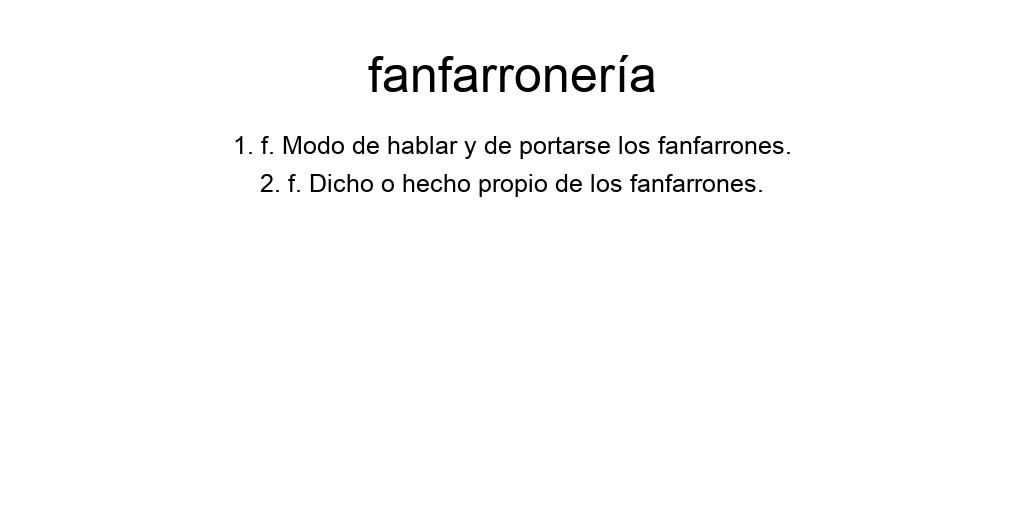 fanfarronería
1. f. Modo de hablar y de portarse los fanfarrones.
2. f. Dicho o hecho propio de los fanfarrones.